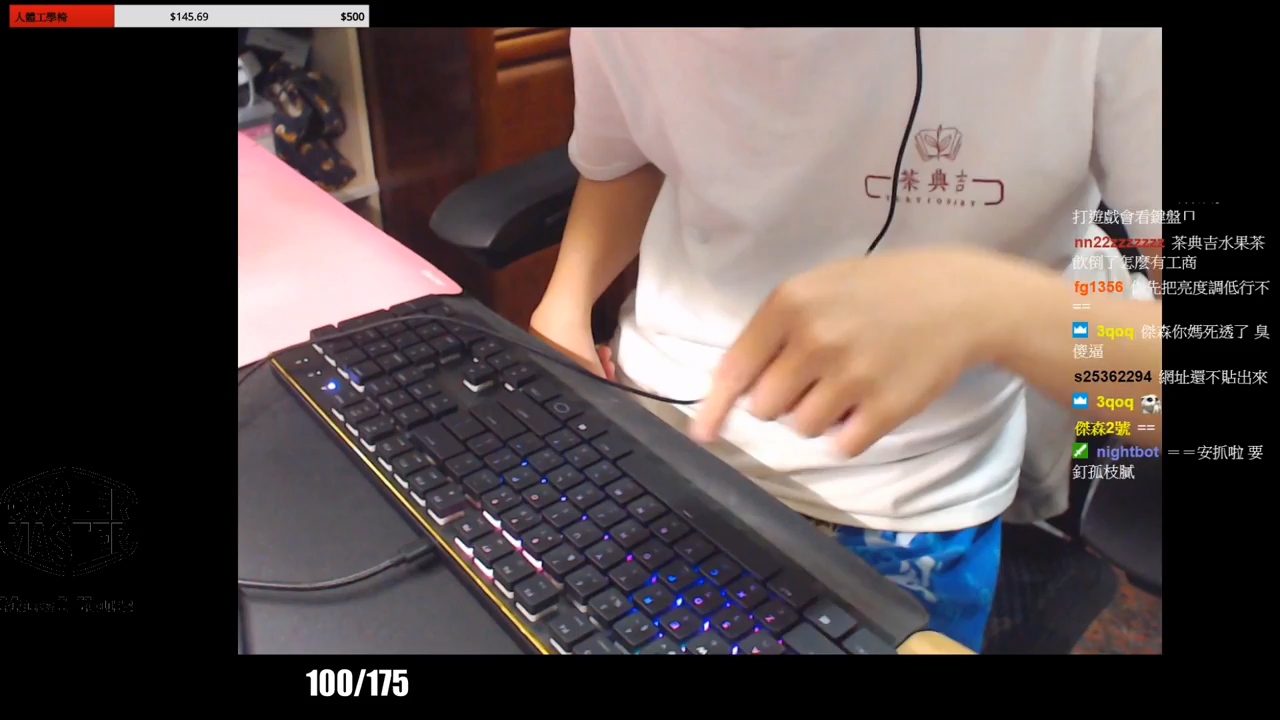 人體工學椅 $145.69 $500
茶典吉
打遊戲會看鍵盤ㄇ
nn22zzzzzzz 茶典吉水果茶
飲倒了怎麼有工商
fg1356 先把亮度調低行不
==
3qoq 傑森你媽死透了 臭
傻逼
s25362294 網址還不貼出來
3qoq
傑森2號 ==
nightbot ==安抓啦 要
釘孤枝膩
COOLER
MASTER
100/175